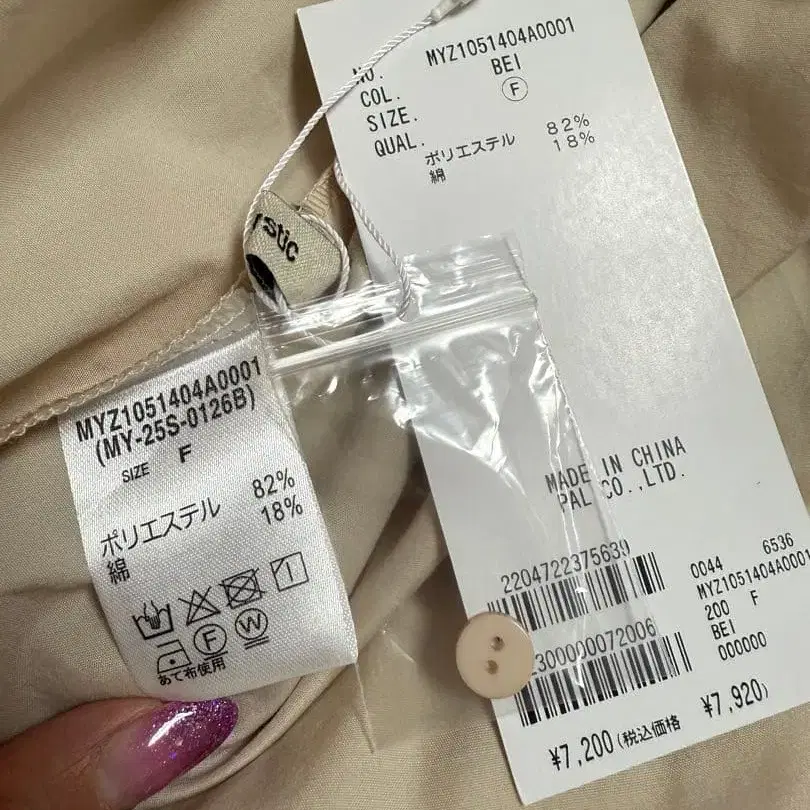 NO. MYZ1051404A0001
COL. BEI
SIZE. F
QUAL.
ポリエステル 82%
綿 18%
stic
MYZ1051404A0001
(MY-25S-0126B)
SIZE F
ポリエステル 82%
綿 18%
F W
あて布使用
MADE IN CHINA
PAL CO.,LTD.
2204722375639
2300000072006
0044 6536
MYZ1051404A0001
200 F
BEI
000000
¥7,200(税込価格 ¥7,920)